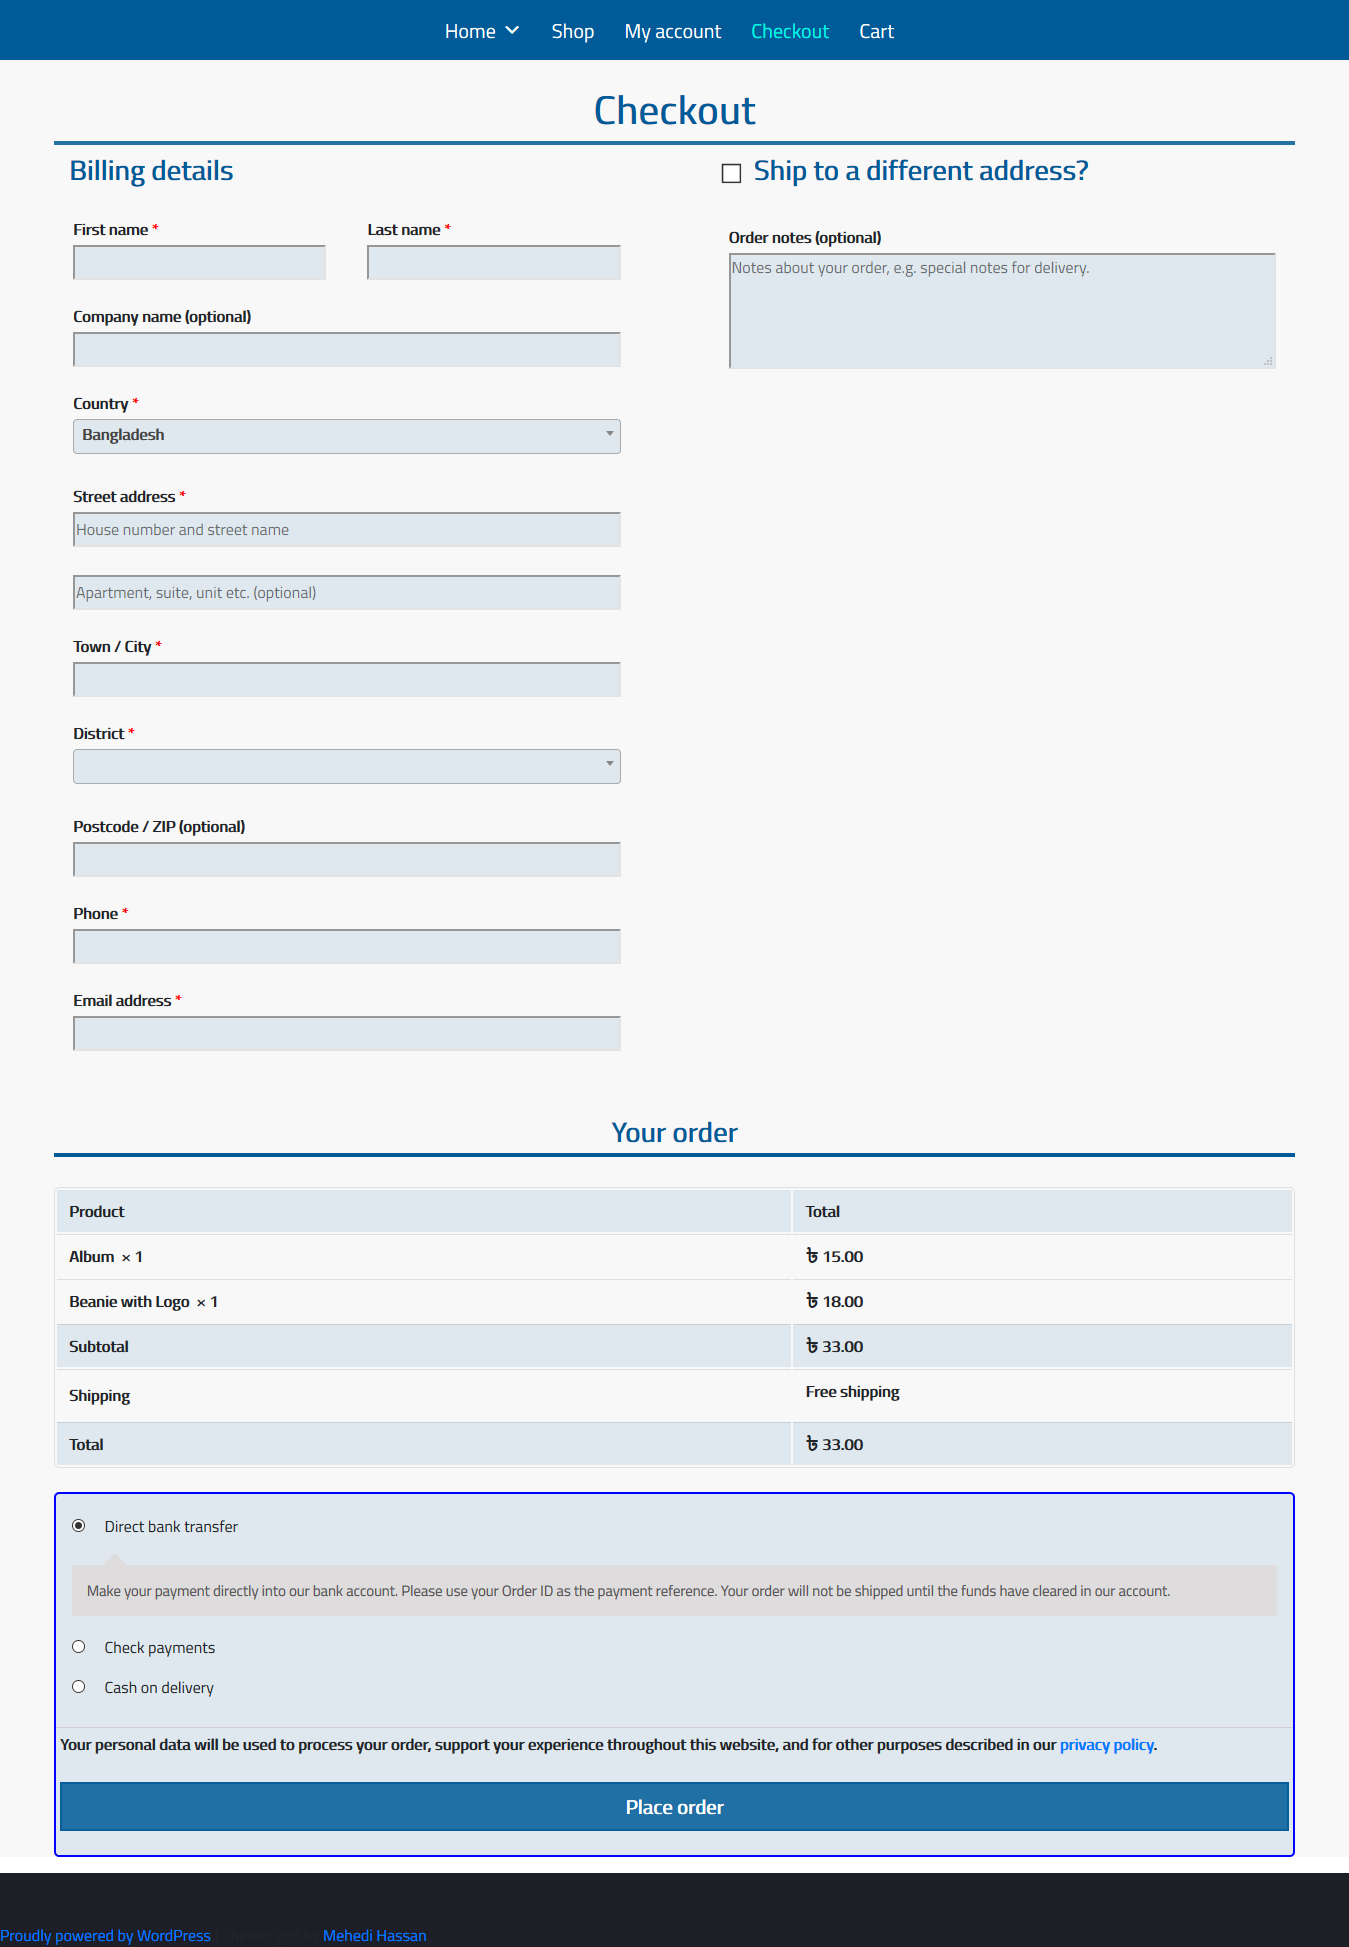 Home Shop My account Checkout Cart
Checkout
Billing details
First name * Last name *
Company name (optional)
Country *
Bangladesh
Street address *
House number and street name
Apartment, suite, unit etc. (optional)
Town / City *
District *
Postcode / ZIP (optional)
Phone *
Email address *
Ship to a different address?
Order notes (optional)
Notes about your order, e.g. special notes for delivery.
Your order
Product Total
Album × 1 ৳ 15.00
Beanie with Logo × 1 ৳ 18.00
Subtotal ৳ 33.00
Shipping Free shipping
Total ৳ 33.00
Direct bank transfer
Make your payment directly into our bank account. Please use your Order ID as the payment reference. Your order will not be shipped until the funds have cleared in our account.
Check payments
Cash on delivery
Your personal data will be used to process your order, support your experience throughout this website, and for other purposes described in our privacy policy.
Place order
Proudly powered by WordPress Mehedi Hassan